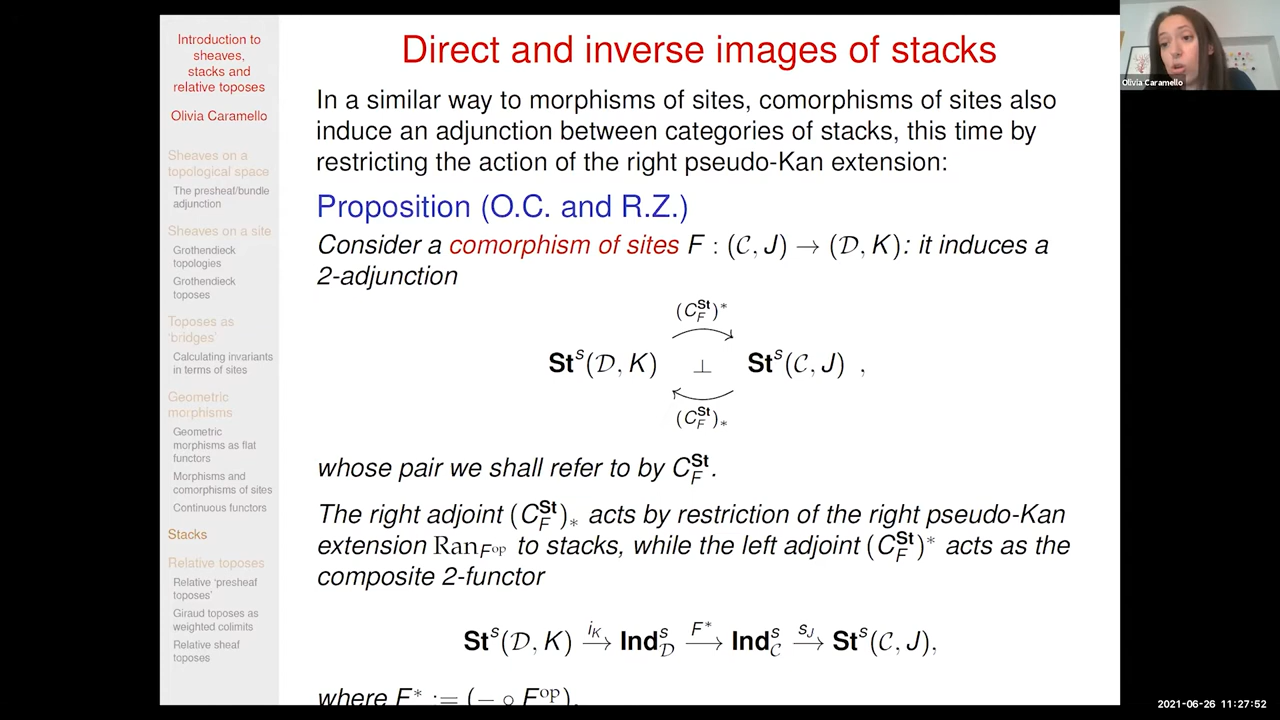 Introduction to
sheaves,
stacks and
relative toposes
Olivia Caramello
Sheaves on a
topological space
The presheaf/bundle
adjunction
Sheaves on a site
Grothendieck
topologies
Grothendieck
toposes
Toposes as
‘bridges’
Calculating invariants
in terms of sites
Geometric
morphisms
Geometric
morphisms as flat
functors
Morphisms and
comorphisms of sites
Continuous functors
Stacks
Relative toposes
Relative ‘presheaf
toposes’
Giraud toposes as
weighted colimits
Relative sheaf
toposes
Direct and inverse images of stacks
In a similar way to morphisms of sites, comorphisms of sites also
induce an adjunction between categories of stacks, this time by
restricting the action of the right pseudo-Kan extension:
Proposition (O.C. and R.Z.)
Consider a comorphism of sites F : (𝒞, J) → (𝒟, K): it induces a
2-adjunction
(C_F^St)^*
St^s(𝒟, K) ⊥ St^s(𝒞, J) ,
(C_F^St)_*
whose pair we shall refer to by C_F^St.
The right adjoint (C_F^St)_* acts by restriction of the right pseudo-Kan
extension Ran_{F^op} to stacks, while the left adjoint (C_F^St)^* acts as the
composite 2-functor
St^s(𝒟, K) →^{i_K} Ind^s_𝒟 →^{F^*} Ind^s_𝒞 →^{s_J} St^s(𝒞, J),
where F^* := (− ∘ F^op).
Olivia Caramello
2021-06-26 11:27:52